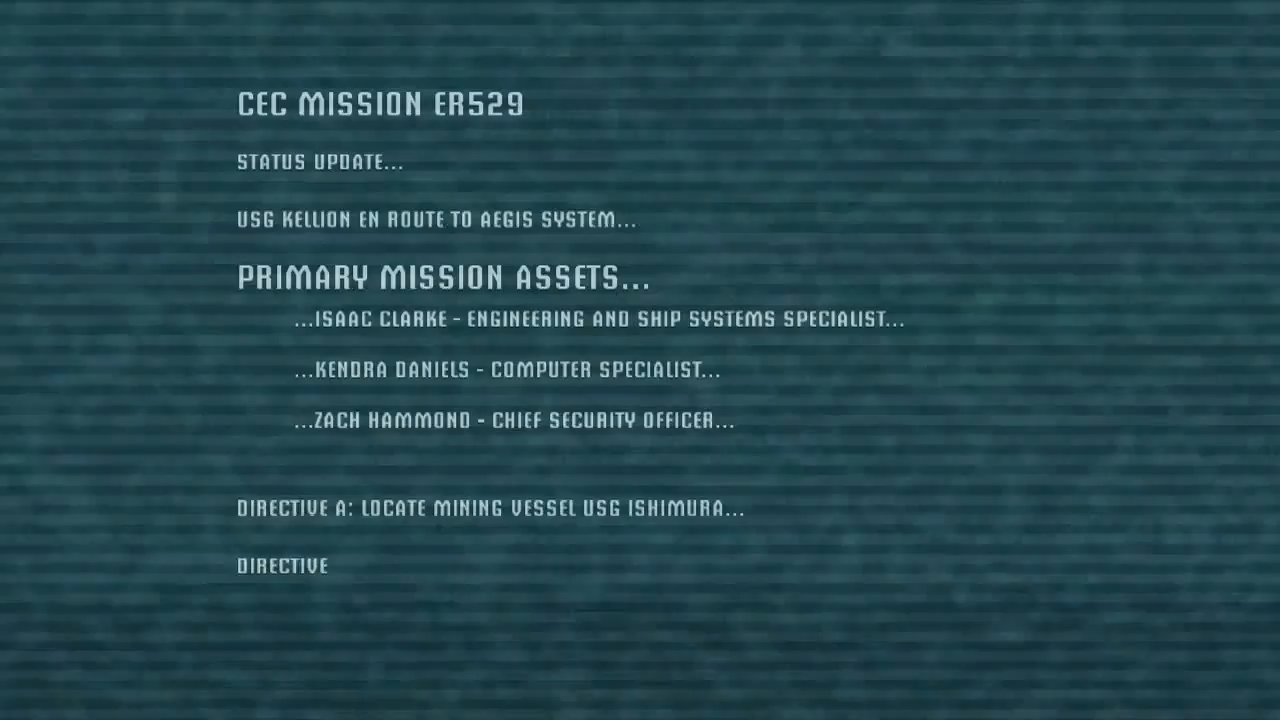 CEC MISSION ER529
STATUS UPDATE...
USG KELLION EN ROUTE TO AEGIS SYSTEM...
PRIMARY MISSION ASSETS...
...ISAAC CLARKE - ENGINEERING AND SHIP SYSTEMS SPECIALIST...
...KENDRA DANIELS - COMPUTER SPECIALIST...
...ZACH HAMMOND - CHIEF SECURITY OFFICER...
DIRECTIVE A: LOCATE MINING VESSEL USG ISHIMURA...
DIRECTIVE